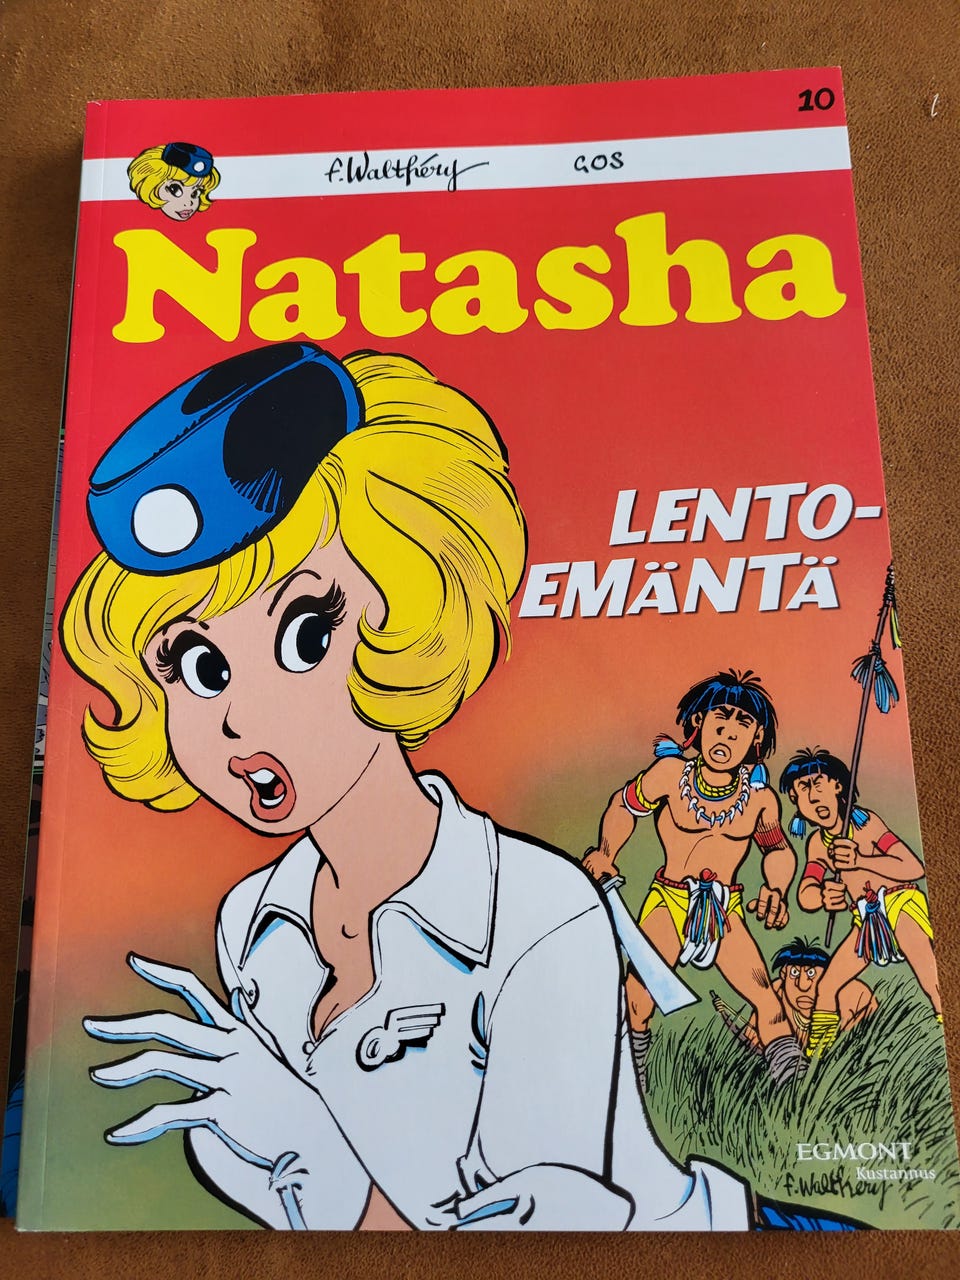 10
F. Walthéry GOS
Natasha
LENTO-
EMÄNTÄ
EGMONT
Kustannus
F. Walthéry